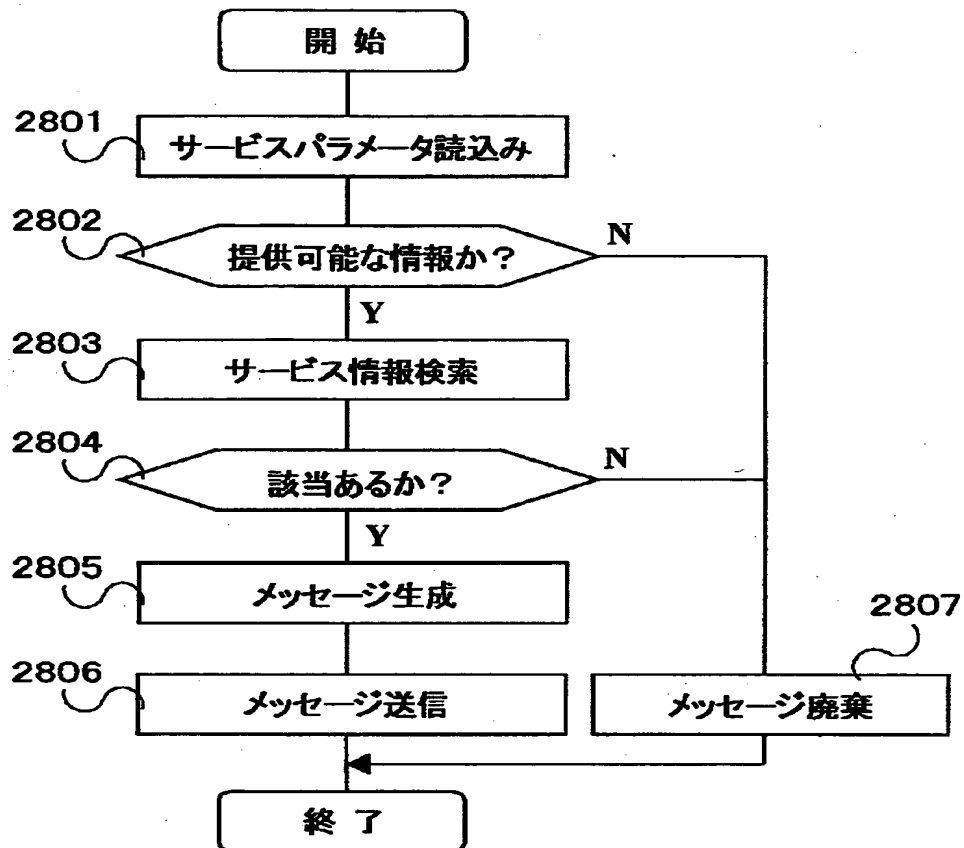 開 始
2801
サービスパラメータ読込み
2802
提供可能な情報か？
N
Y
2803
サービス情報検索
2804
該当あるか？
N
Y
2805
メッセージ生成
2807
2806
メッセージ送信
メッセージ廃棄
終 了